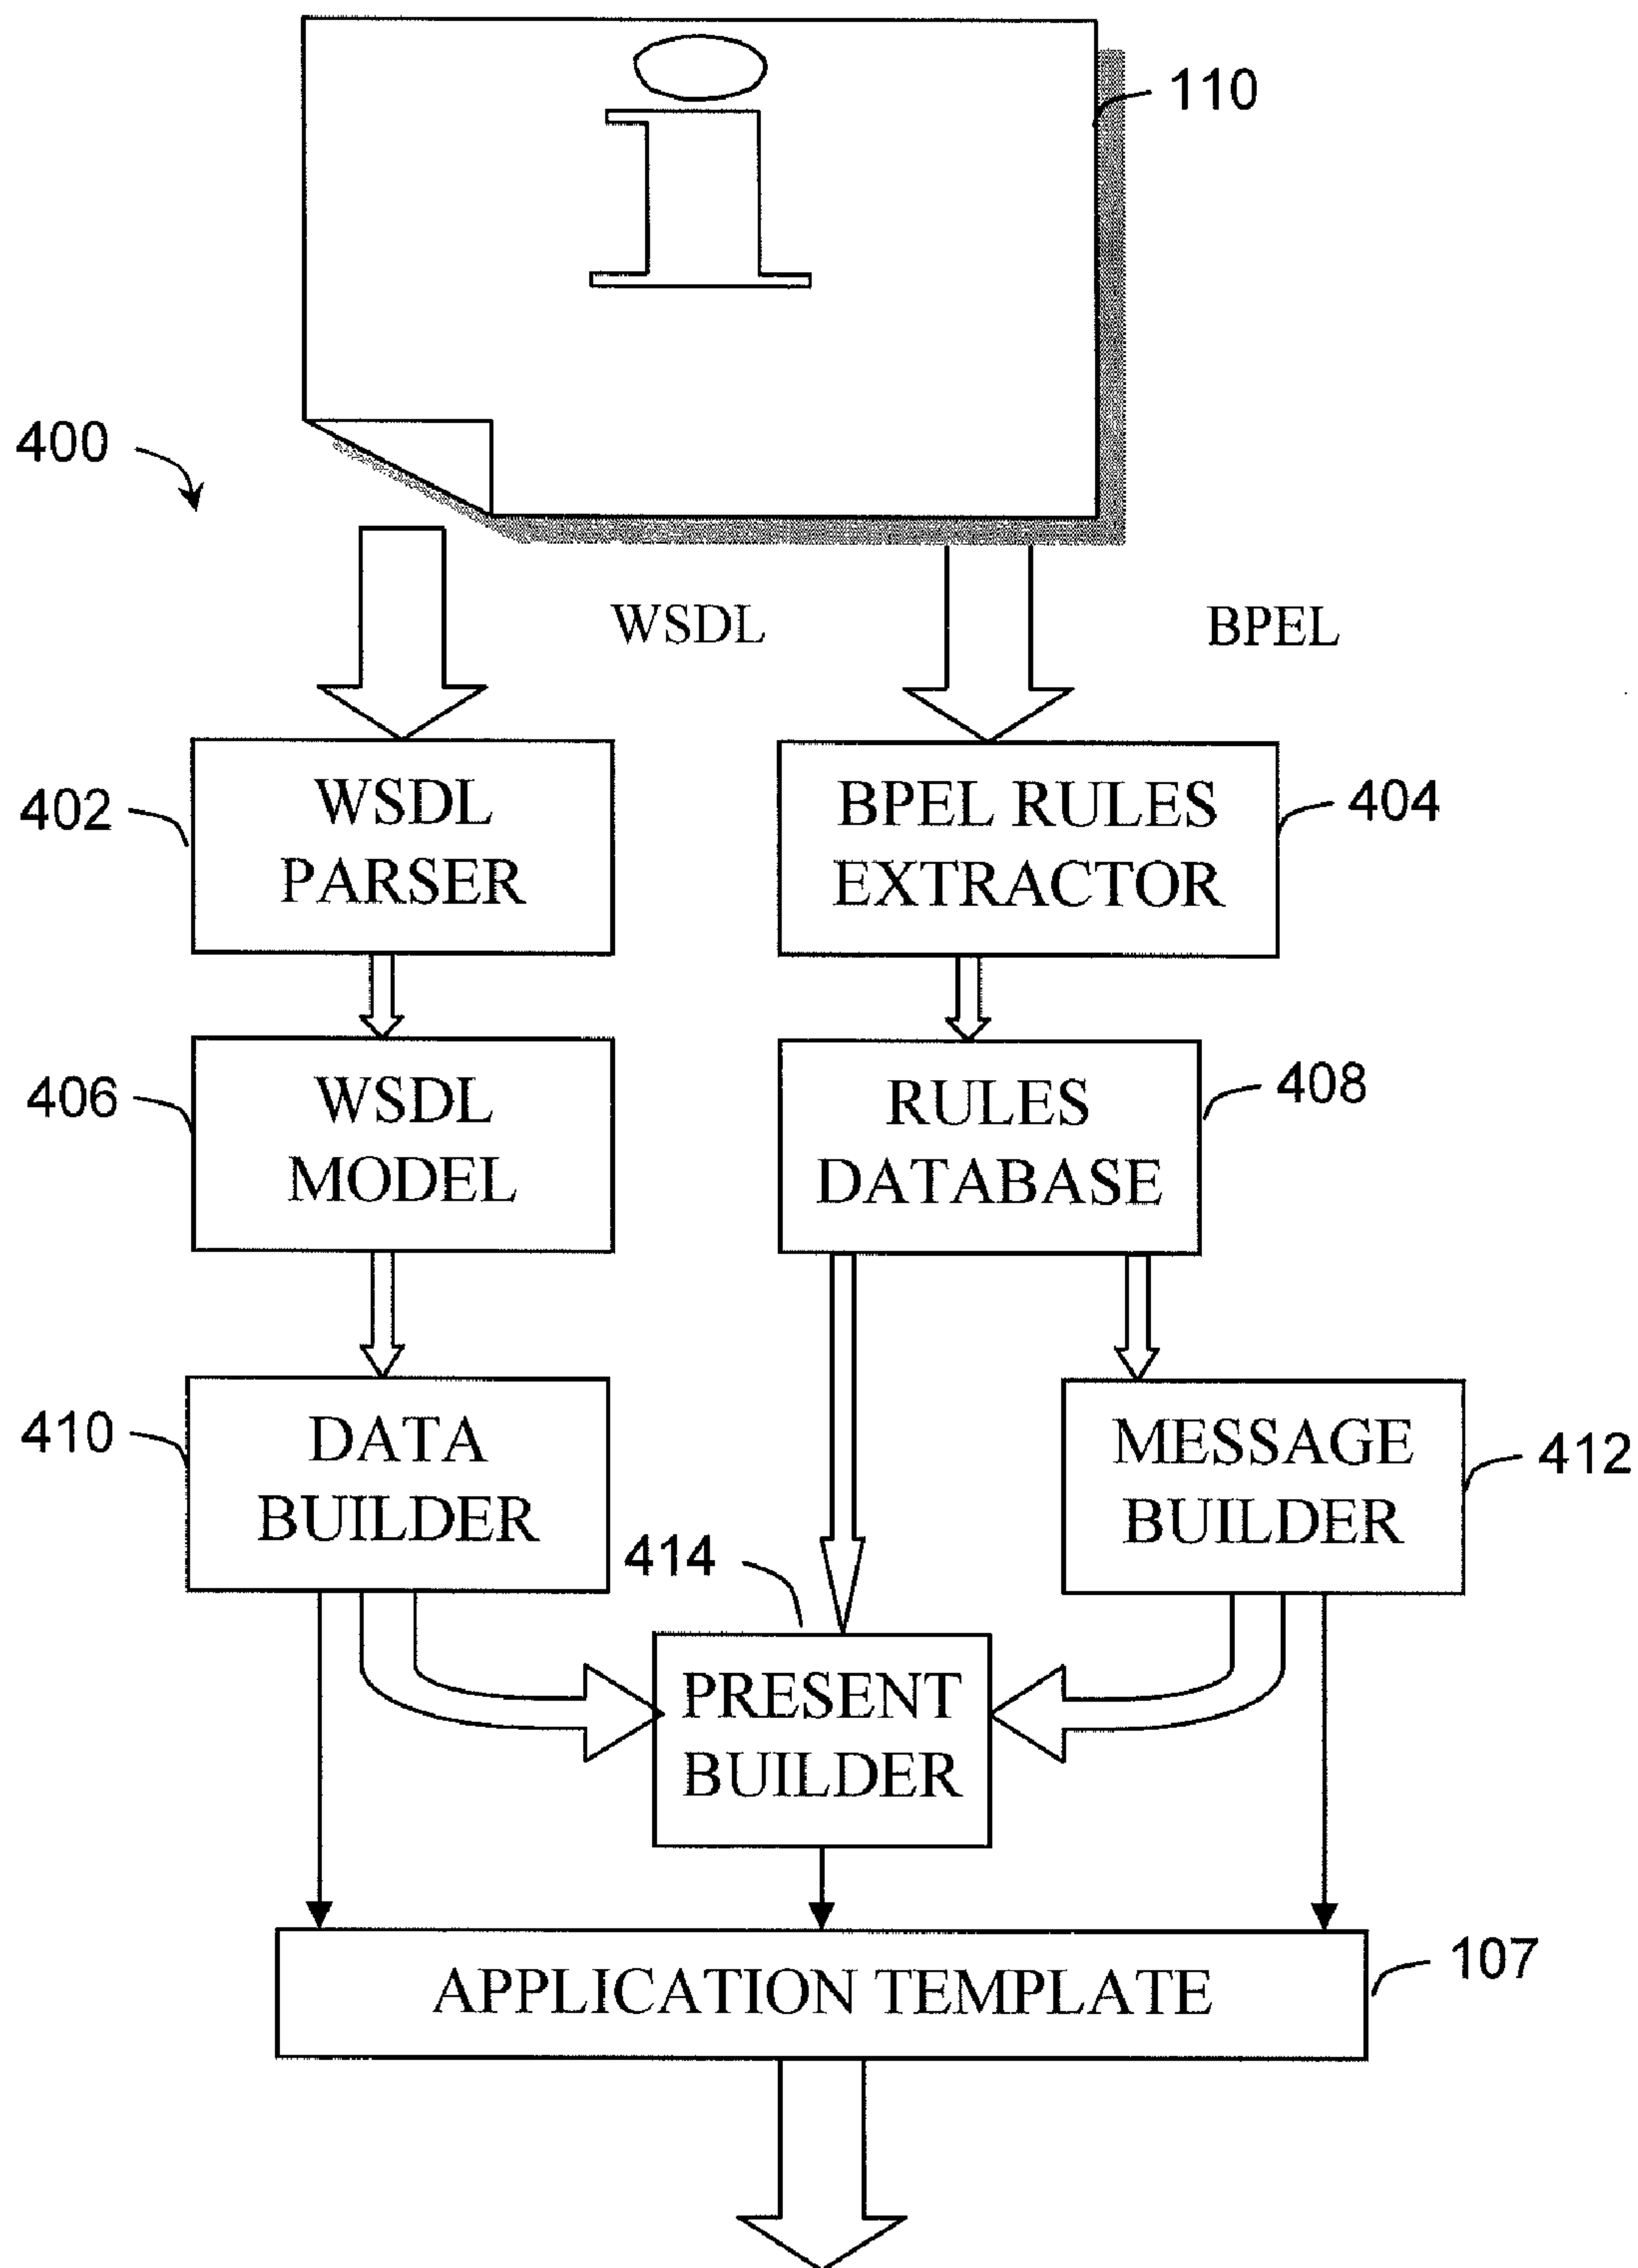 i
110
400
WSDL
BPEL
402
WSDL
PARSER
BPEL RULES
EXTRACTOR
404
406
WSDL
MODEL
RULES
DATABASE
408
410
DATA
BUILDER
MESSAGE
BUILDER
412
414
PRESENT
BUILDER
APPLICATION TEMPLATE
107